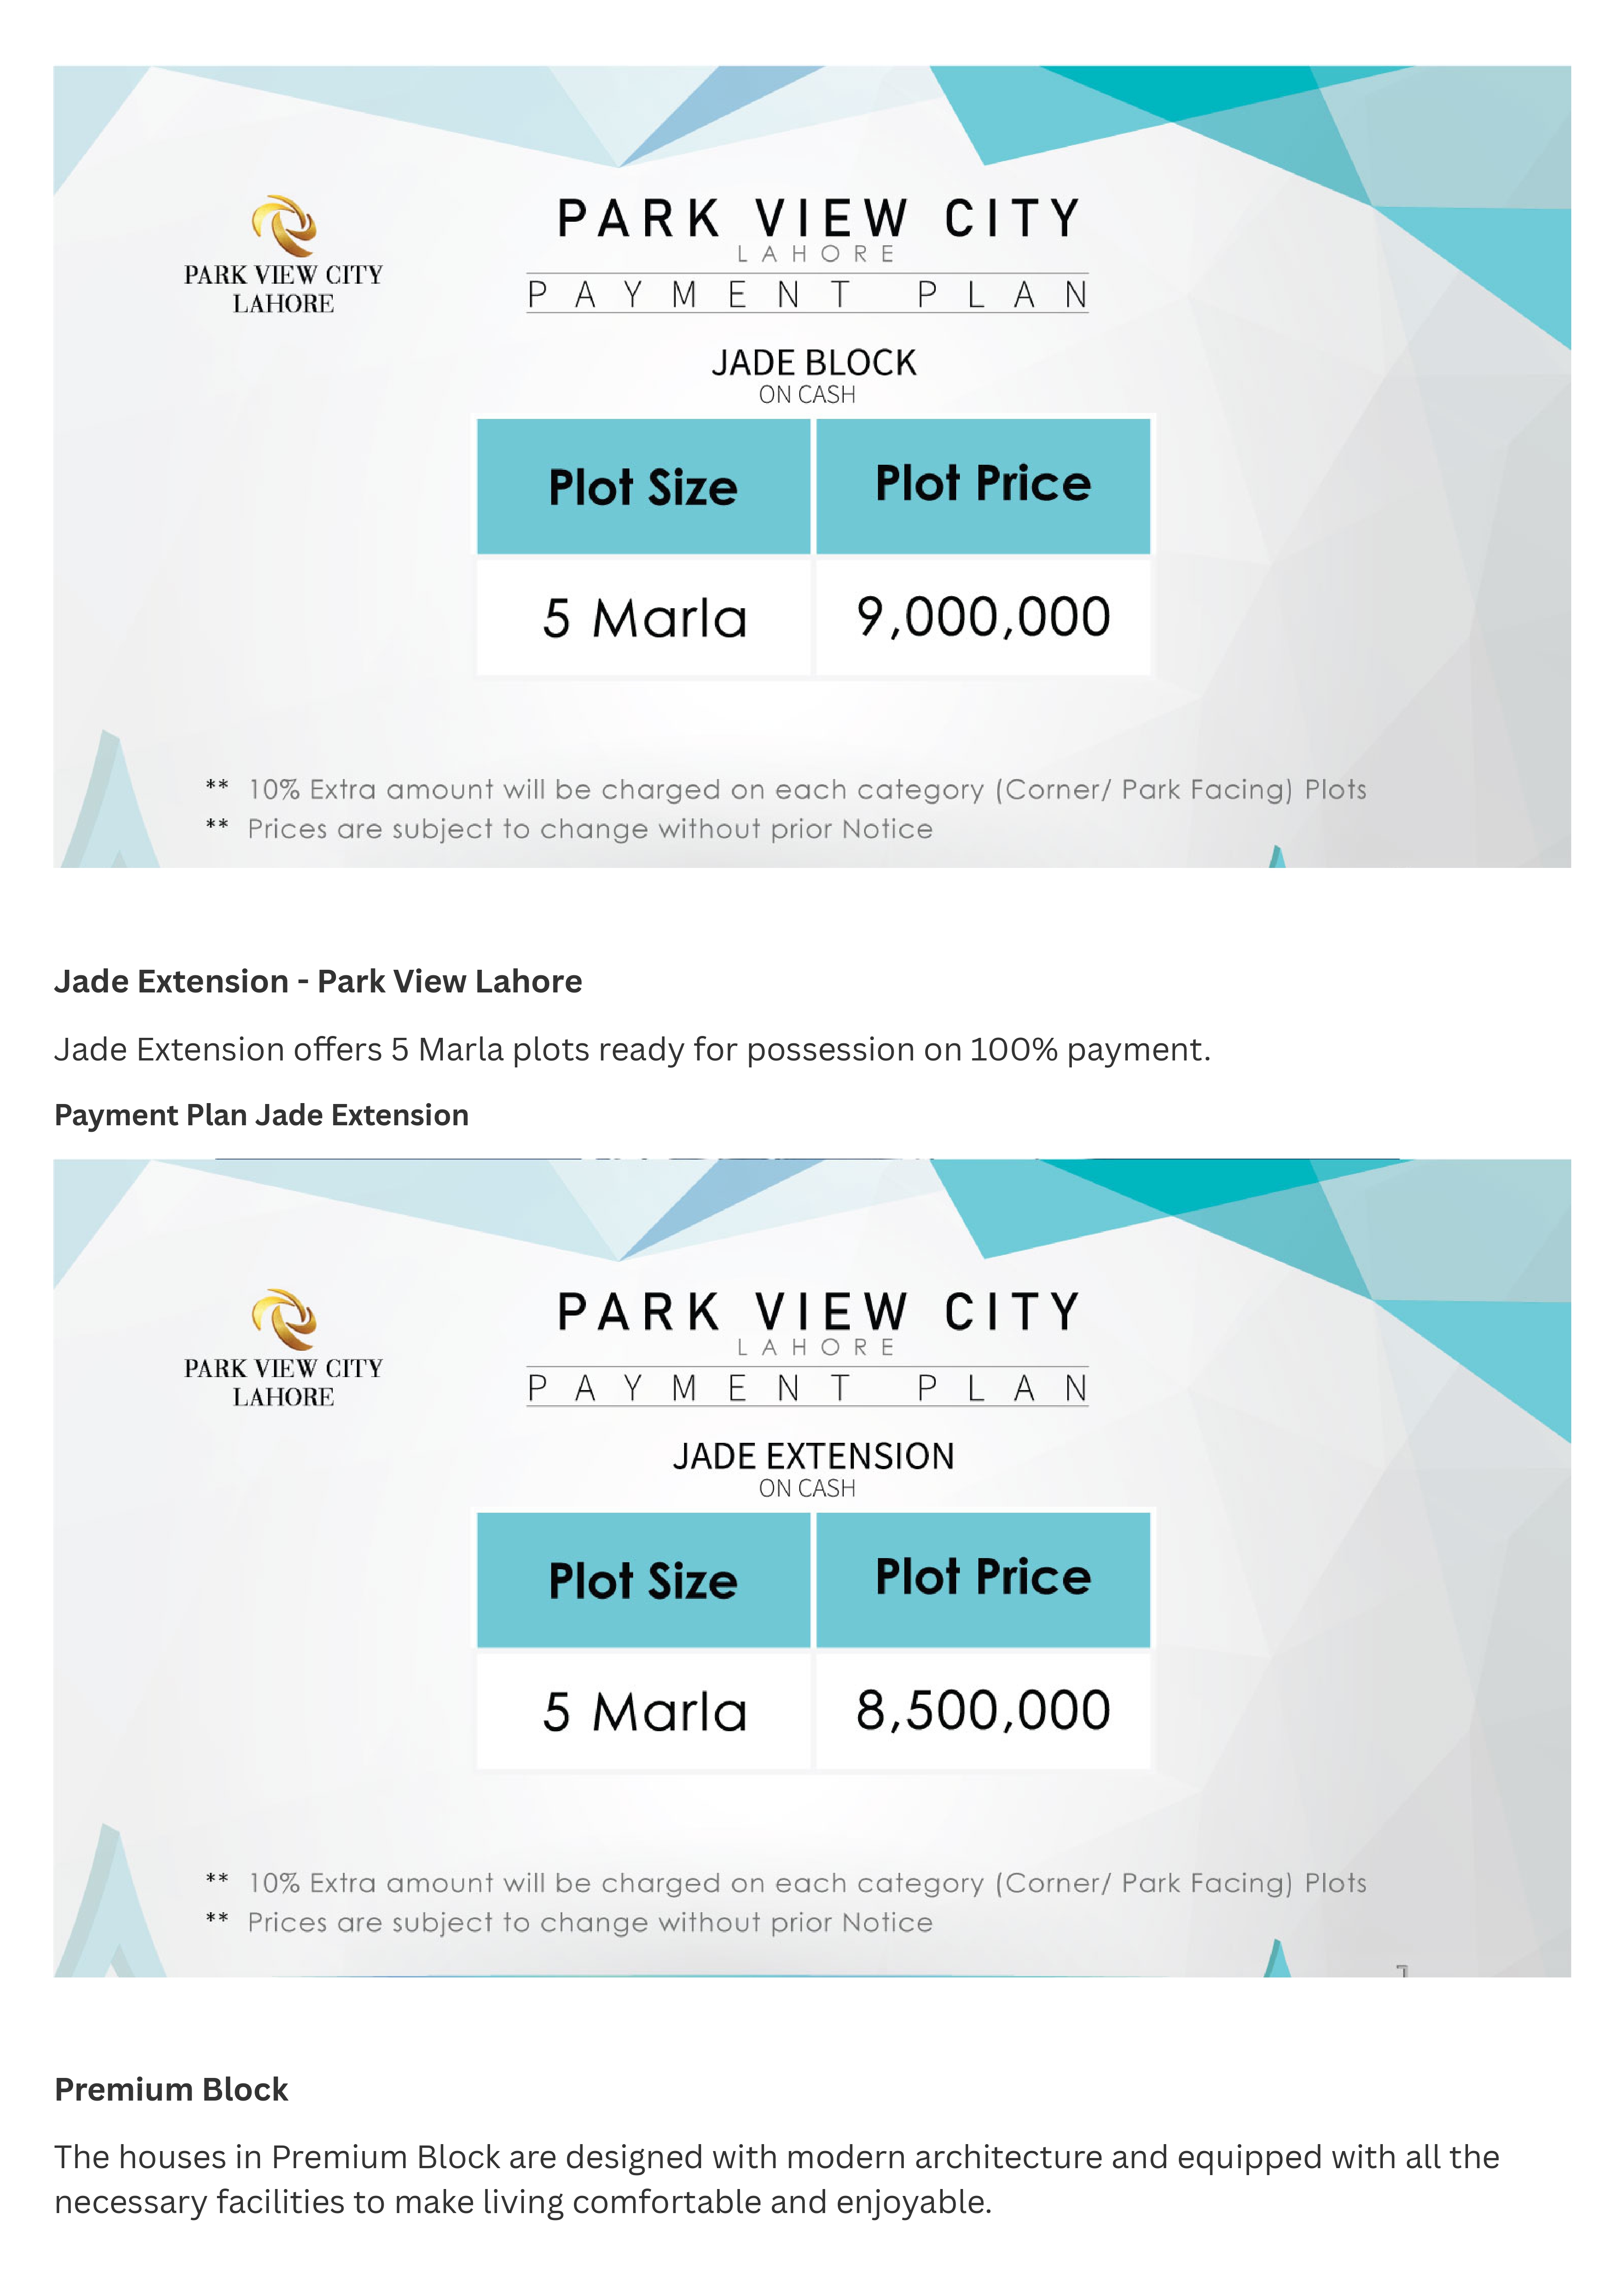 PARK VIEW CITY
LAHORE
PARK VIEW CITY
LAHORE
PAYMENT PLAN
JADE BLOCK
ON CASH
Plot Size Plot Price
5 Marla 9,000,000
** 10% Extra amount will be charged on each category (Corner/ Park Facing) Plots
** Prices are subject to change without prior Notice
Jade Extension - Park View Lahore
Jade Extension offers 5 Marla plots ready for possession on 100% payment.
Payment Plan Jade Extension
PARK VIEW CITY
LAHORE
PARK VIEW CITY
LAHORE
PAYMENT PLAN
JADE EXTENSION
ON CASH
Plot Size Plot Price
5 Marla 8,500,000
** 10% Extra amount will be charged on each category (Corner/ Park Facing) Plots
** Prices are subject to change without prior Notice
Premium Block
The houses in Premium Block are designed with modern architecture and equipped with all the
necessary facilities to make living comfortable and enjoyable.